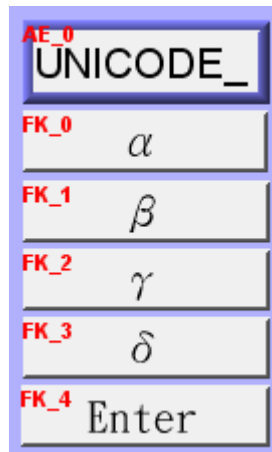 AE_0
UNICODE_
FK_0
α
FK_1
β
FK_2
γ
FK_3
δ
FK_4
Enter